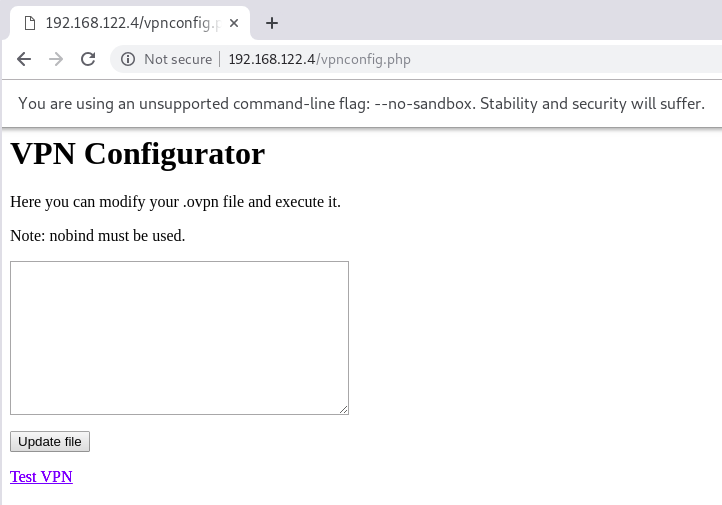 192.168.122.4/vpnconfig.p
Not secure
192.168.122.4/vpnconfig.php
You are using an unsupported command-line flag: --no-sandbox. Stability and security will suffer.
VPN Configurator
Here you can modify your .ovpn file and execute it.
Note: nobind must be used.
Update file
Test VPN